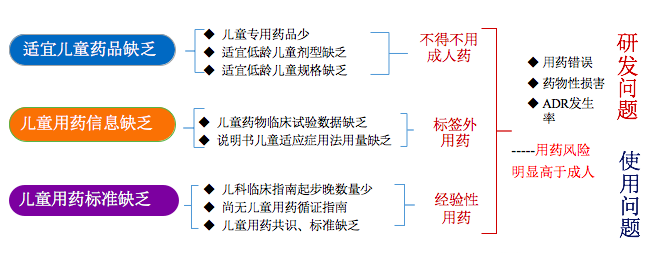 适宜儿童药品缺乏
◆ 儿童专用药品少
◆ 适宜低龄儿童剂型缺乏
◆ 适宜低龄儿童规格缺乏
不得不用
成人药
儿童用药信息缺乏
◆ 儿童药物临床试验数据缺乏
◆ 说明书儿童适应症用法用量缺乏
标签外
用药
儿童用药标准缺乏
◆ 儿科临床指南起步晚数量少
◆ 尚无儿童用药循证指南
◆ 儿童用药共识、标准缺乏
经验性
用药
◆ 用药错误
◆ 药物性损害
◆ ADR发生
率
-----用药风险
明显高于成人
研发问题
使用问题